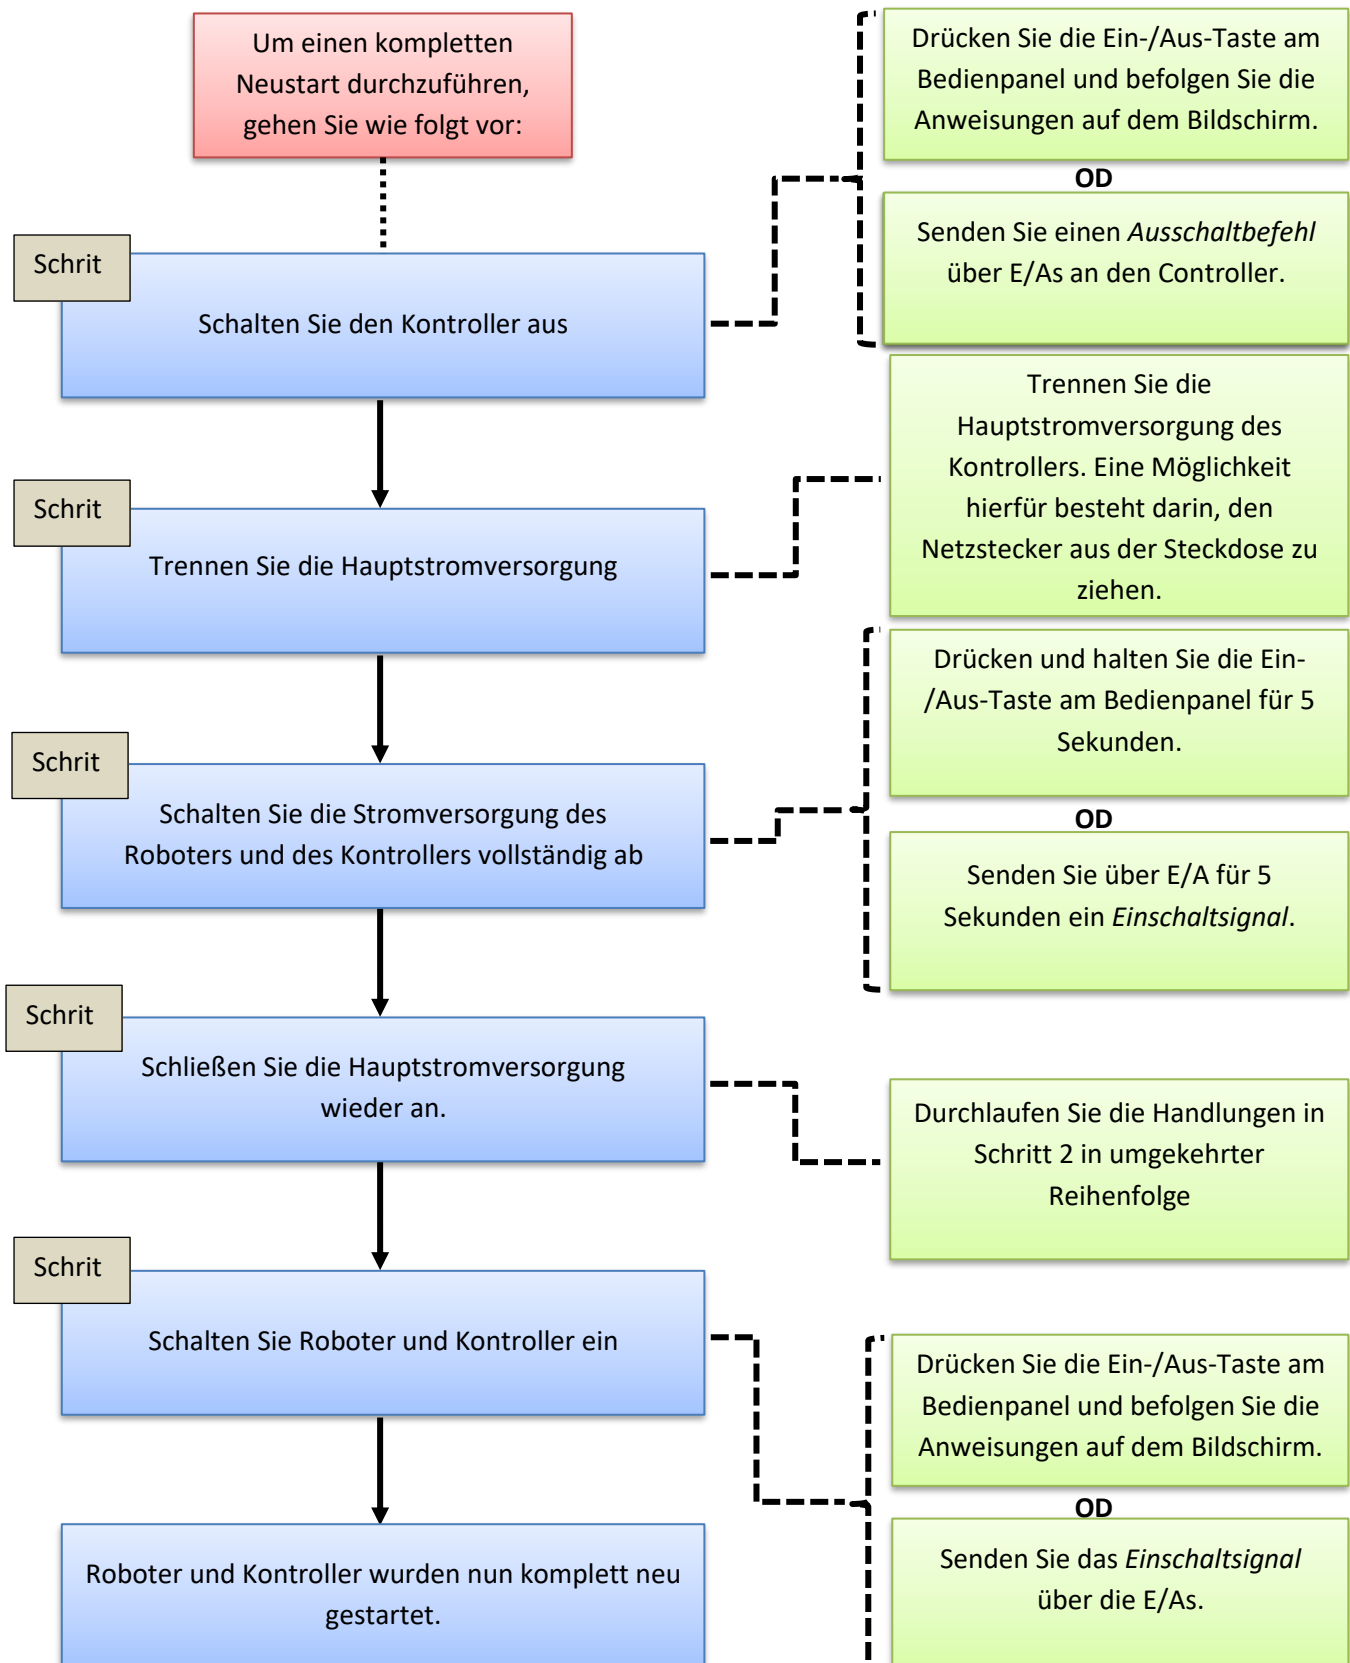 Um einen kompletten
Neustart durchzuführen,
gehen Sie wie folgt vor:
Drücken Sie die Ein-/Aus-Taste am
Bedienpanel und befolgen Sie die
Anweisungen auf dem Bildschirm.
OD
Senden Sie einen Ausschaltbefehl
über E/As an den Controller.
Schrit
Schalten Sie den Kontroller aus
Trennen Sie die
Hauptstromversorgung des
Kontrollers. Eine Möglichkeit
hierfür besteht darin, den
Netzstecker aus der Steckdose zu
ziehen.
Schrit
Trennen Sie die Hauptstromversorgung
Drücken und halten Sie die Ein-
/Aus-Taste am Bedienpanel für 5
Sekunden.
OD
Senden Sie über E/A für 5
Sekunden ein Einschaltsignal.
Schrit
Schalten Sie die Stromversorgung des
Roboters und des Kontrollers vollständig ab
Schrit
Schließen Sie die Hauptstromversorgung
wieder an.
Durchlaufen Sie die Handlungen in
Schritt 2 in umgekehrter
Reihenfolge
Schrit
Schalten Sie Roboter und Kontroller ein
Drücken Sie die Ein-/Aus-Taste am
Bedienpanel und befolgen Sie die
Anweisungen auf dem Bildschirm.
OD
Senden Sie das Einschaltsignal
über die E/As.
Roboter und Kontroller wurden nun komplett neu
gestartet.